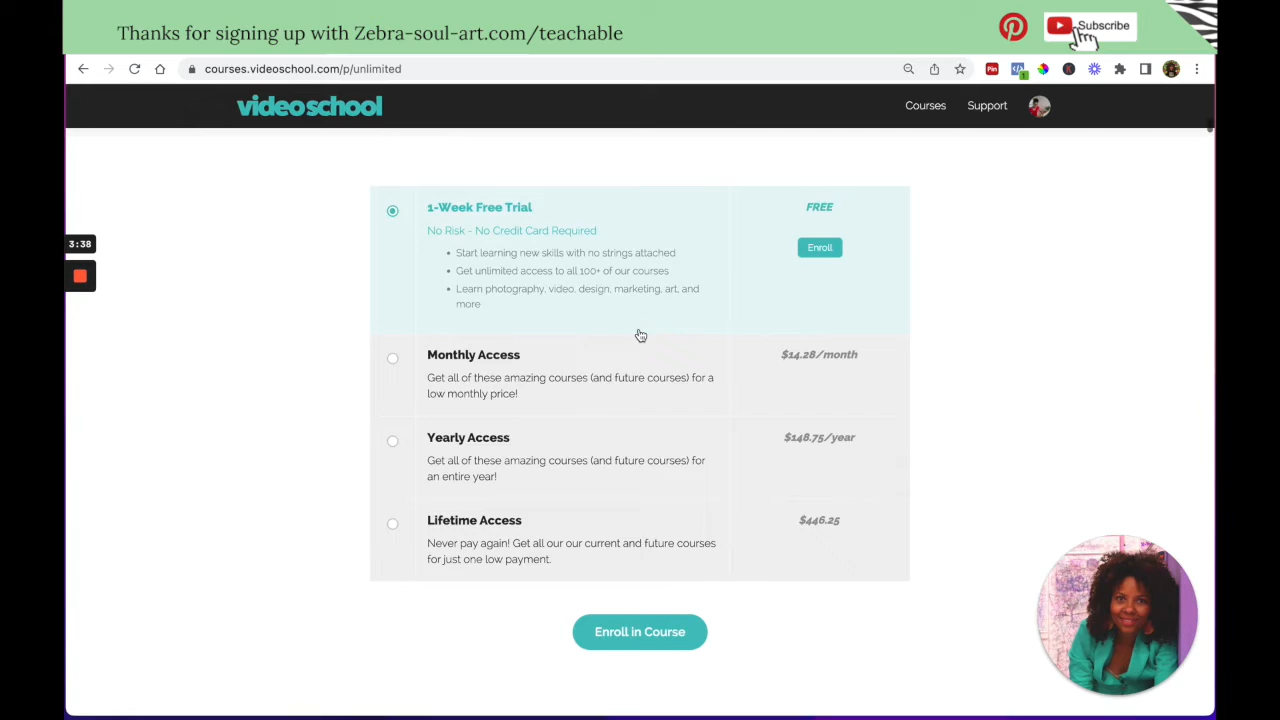 Thanks for signing up with Zebra-soul-art.com/teachable
Subscribe
courses.videoschool.com/p/unlimited
Pin
1
videoschool
Courses
Support
3:38
1-Week Free Trial
FREE
No Risk - No Credit Card Required
Enroll
• Start learning new skills with no strings attached
• Get unlimited access to all 100+ of our courses
• Learn photography, video, design, marketing, art, and
more
Monthly Access
$14.28/month
Get all of these amazing courses (and future courses) for a
low monthly price!
Yearly Access
$148.75/year
Get all of these amazing courses (and future courses) for
an entire year!
Lifetime Access
$446.25
Never pay again! Get all our our current and future courses
for just one low payment.
Enroll in Course